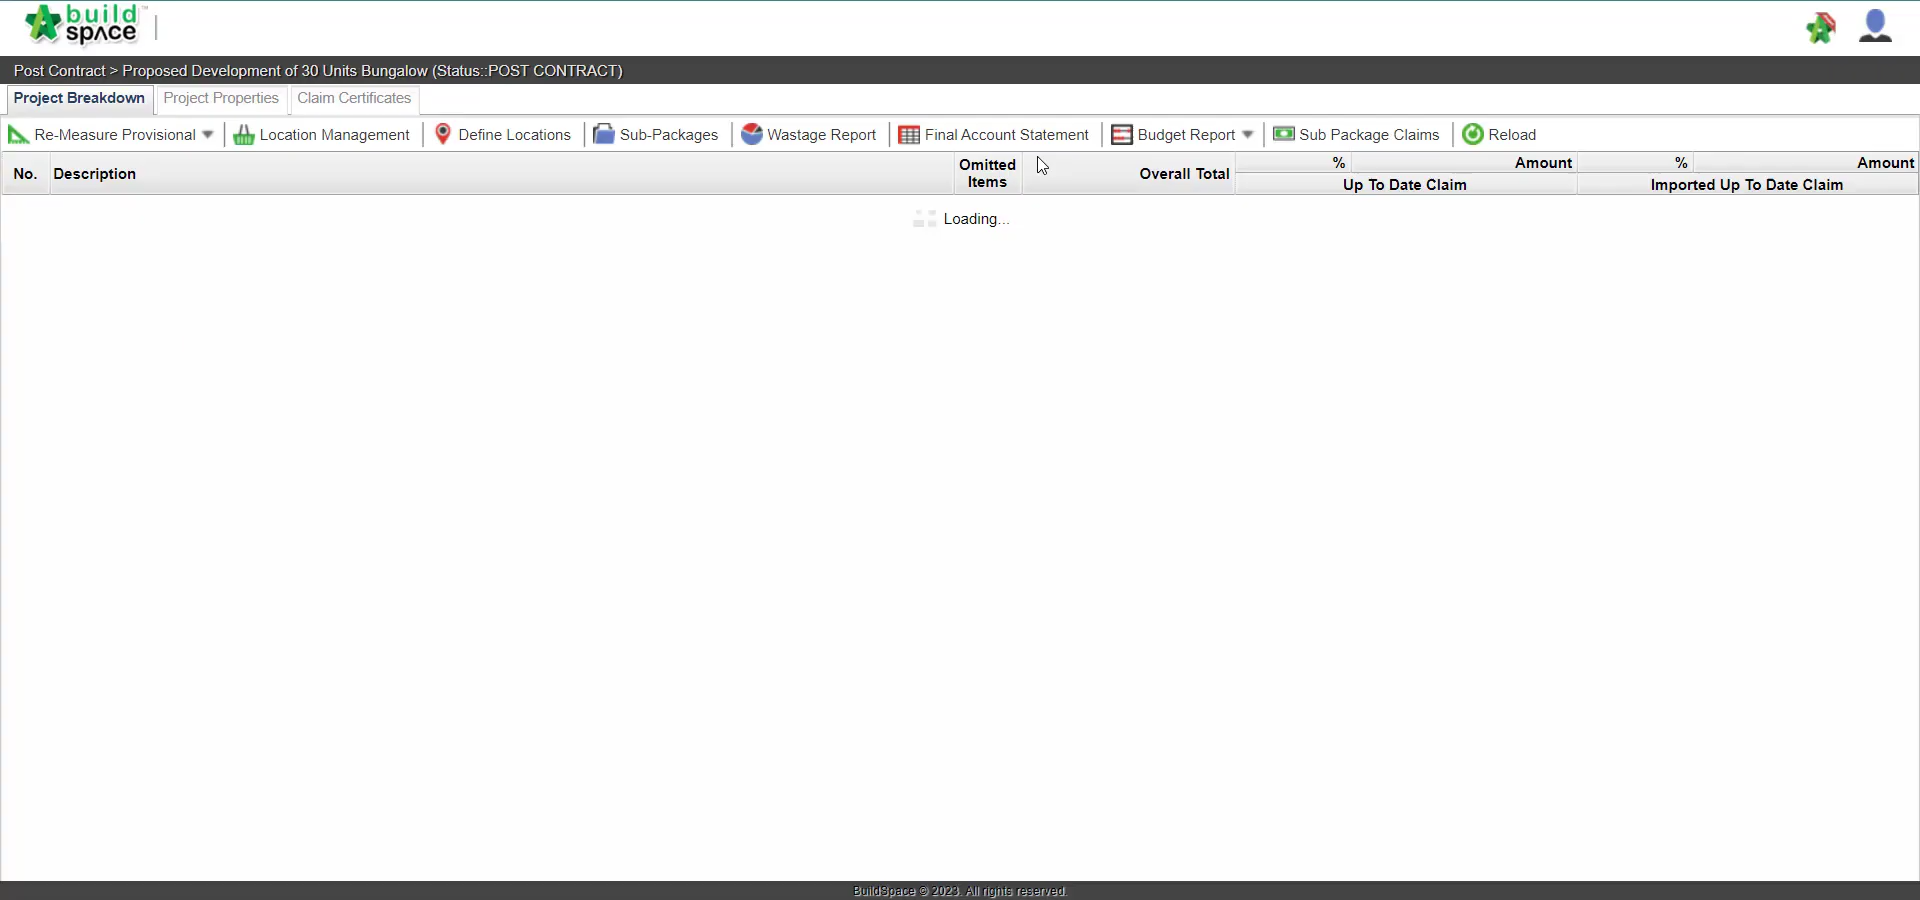 build space™
Post Contract > Proposed Development of 30 Units Bungalow (Status::POST CONTRACT)
Project Breakdown Project Properties Claim Certificates
Re-Measure Provisional Location Management Define Locations Sub-Packages Wastage Report Final Account Statement Budget Report Sub Package Claims Reload
No. Description Omitted Items Overall Total % Amount % Amount
Up To Date Claim Imported Up To Date Claim
Loading...
BuildSpace © 2023. All rights reserved.